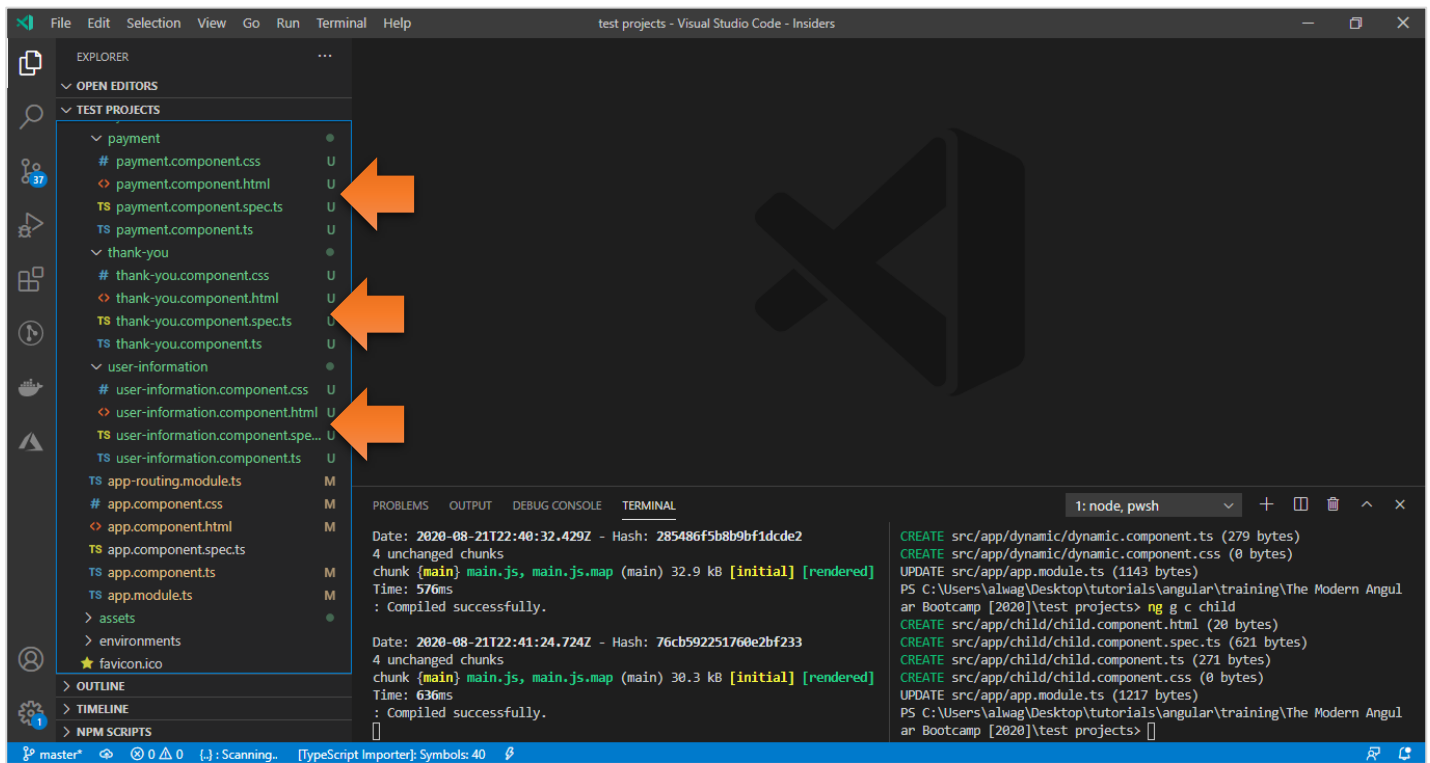 File Edit Selection View Go Run Terminal Help test projects - Visual Studio Code - Insiders
EXPLORER
OPEN EDITORS
TEST PROJECTS
payment
# payment.component.css U
<> payment.component.html U
TS payment.component.spec.ts U
TS payment.component.ts U
thank-you
# thank-you.component.css U
<> thank-you.component.html U
TS thank-you.component.spec.ts U
TS thank-you.component.ts U
user-information
# user-information.component.css U
<> user-information.component.html U
TS user-information.component.spe... U
TS user-information.component.ts U
TS app-routing.module.ts M
# app.component.css M
<> app.component.html M
TS app.component.spec.ts
TS app.component.ts M
TS app.module.ts M
assets
environments
favicon.ico
OUTLINE
TIMELINE
NPM SCRIPTS
37
1
PROBLEMS OUTPUT DEBUG CONSOLE TERMINAL 1: node, pwsh
Date: 2020-08-21T22:40:32.429Z - Hash: 285486f5b8b9bf1dcde2
4 unchanged chunks
chunk {main} main.js, main.js.map (main) 32.9 kB [initial] [rendered]
Time: 576ms
: Compiled successfully.
Date: 2020-08-21T22:41:24.724Z - Hash: 76cb592251760e2bf233
4 unchanged chunks
chunk {main} main.js, main.js.map (main) 30.3 kB [initial] [rendered]
Time: 636ms
: Compiled successfully.
CREATE src/app/dynamic/dynamic.component.ts (279 bytes)
CREATE src/app/dynamic/dynamic.component.css (0 bytes)
UPDATE src/app/app.module.ts (1143 bytes)
PS C:\Users\alwag\Desktop\tutorials\angular\training\The Modern Angul
ar Bootcamp [2020]\test projects> ng g c child
CREATE src/app/child/child.component.html (20 bytes)
CREATE src/app/child/child.component.spec.ts (621 bytes)
CREATE src/app/child/child.component.ts (271 bytes)
CREATE src/app/child/child.component.css (0 bytes)
UPDATE src/app/app.module.ts (1217 bytes)
PS C:\Users\alwag\Desktop\tutorials\angular\training\The Modern Angul
ar Bootcamp [2020]\test projects>
master* 0 0 {..} : Scanning.. [TypeScript Importer]: Symbols: 40